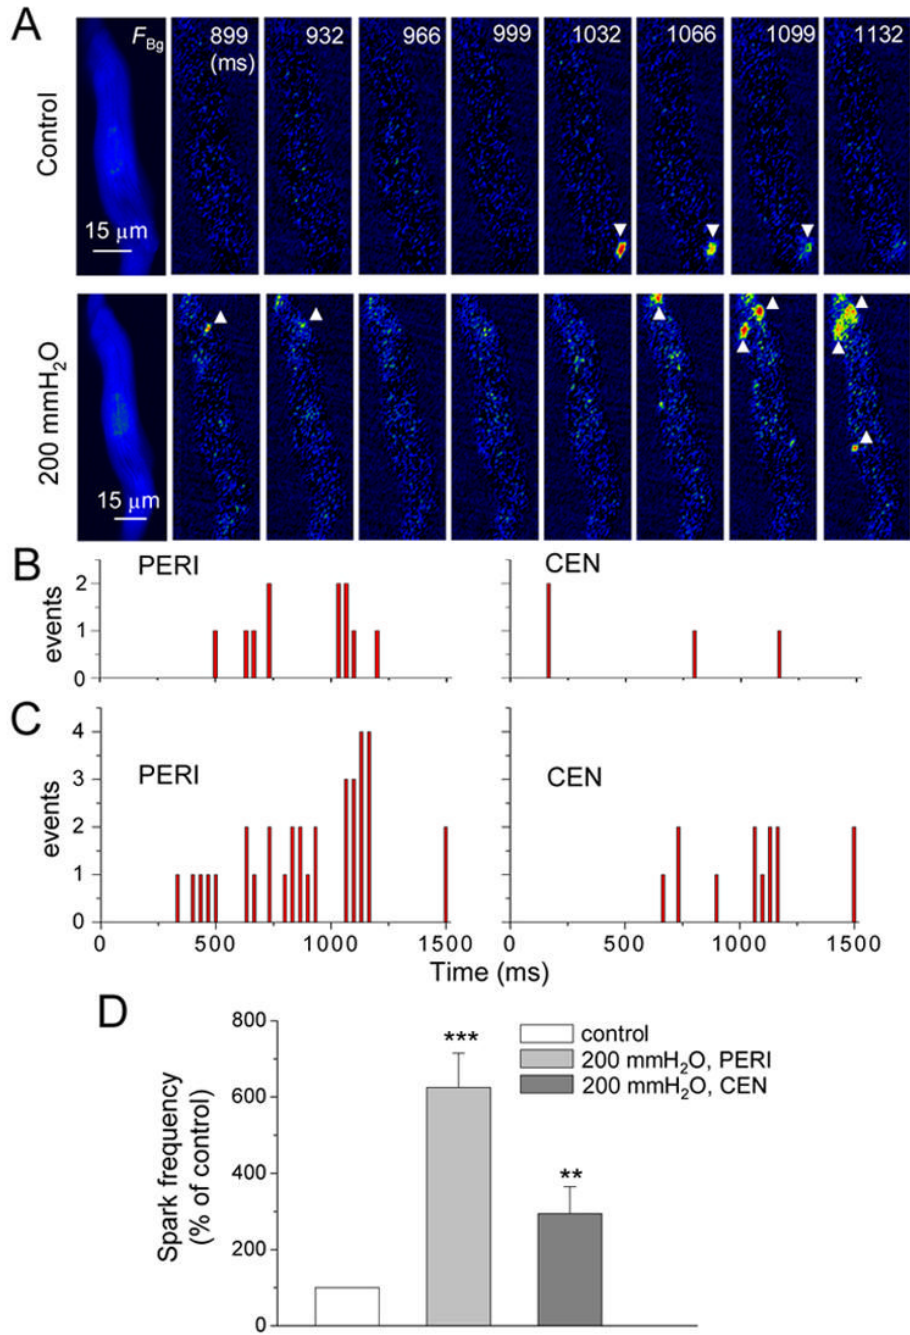 A
F_Bg 899 932 966 999 1032 1066 1099 1132
(ms)
Control
15 μm
200 mmH₂O
15 μm
B
PERI
CEN
events
2
1
0
C
PERI
CEN
events
4
3
2
1
0
0 500 1000 1500
0 500 1000 1500
Time (ms)
D
Spark frequency
(% of control)
800
600
400
200
0
***
**
control
200 mmH₂O, PERI
200 mmH₂O, CEN